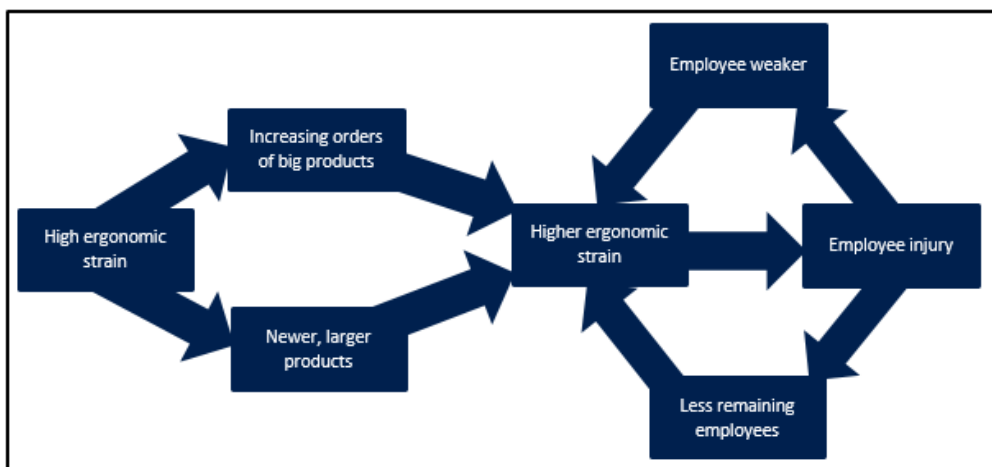 Employee weaker
Increasing orders
of big products
High ergonomic
strain
Higher ergonomic
strain
Employee injury
Newer, larger
products
Less remaining
employees